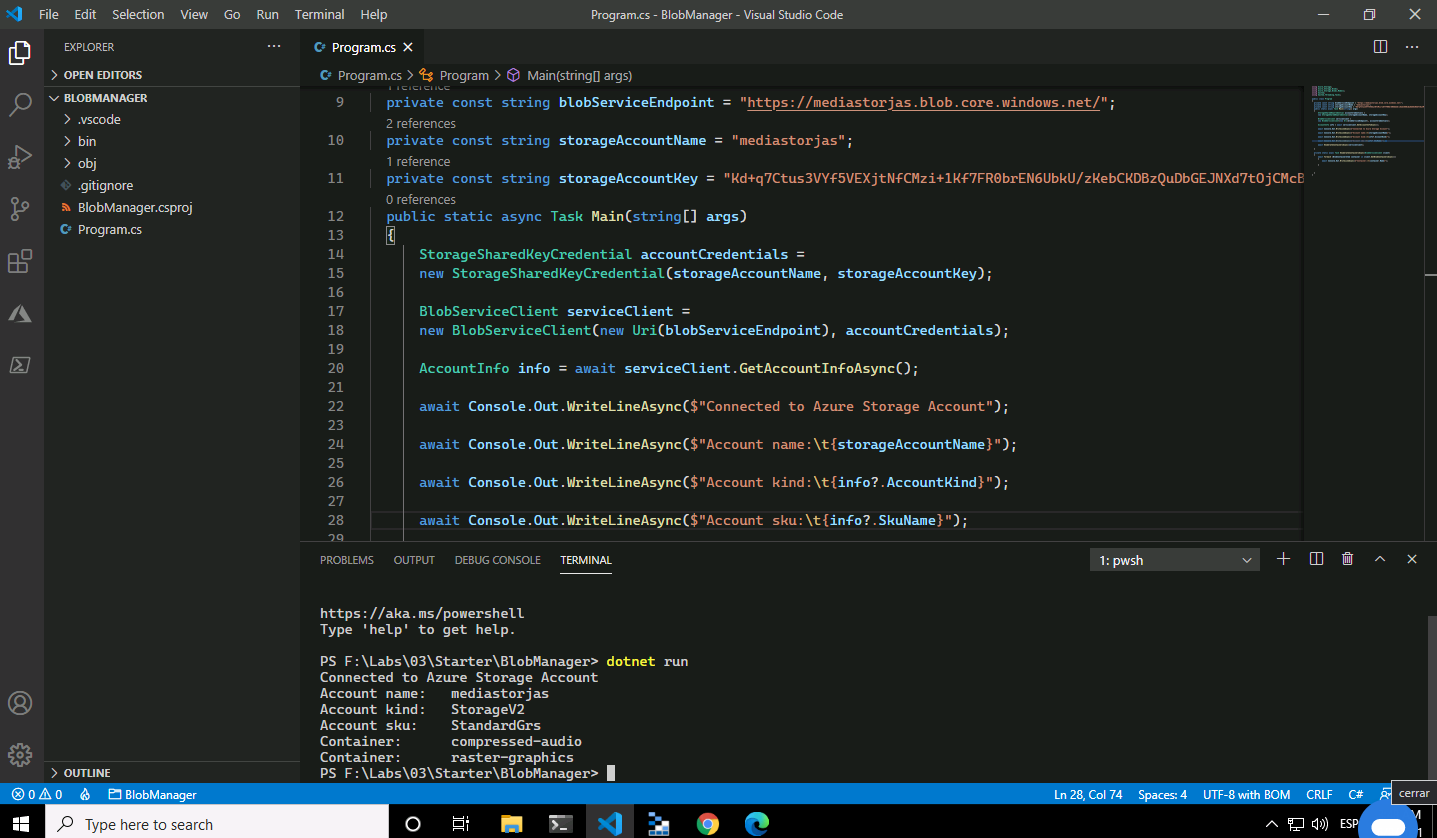 File Edit Selection View Go Run Terminal Help
Program.cs - BlobManager - Visual Studio Code
EXPLORER
OPEN EDITORS
BLOBMANAGER
.vscode
bin
obj
.gitignore
BlobManager.csproj
Program.cs
OUTLINE
Program.cs
Program.cs > Program > Main(string[] args)
1 reference
9 private const string blobServiceEndpoint = "https://mediastorjas.blob.core.windows.net/";
2 references
10 private const string storageAccountName = "mediastorjas";
1 reference
11 private const string storageAccountKey = "Kd+q7Ctus3VYf5VEXjtNfCMzi+1Kf7FR0brEN6UbkU/zKebCKDBzQuDbGEJNXd7tOjCMcB
0 references
12 public static async Task Main(string[] args)
13 {
14 StorageSharedKeyCredential accountCredentials =
15 new StorageSharedKeyCredential(storageAccountName, storageAccountKey);
16
17 BlobServiceClient serviceClient =
18 new BlobServiceClient(new Uri(blobServiceEndpoint), accountCredentials);
19
20 AccountInfo info = await serviceClient.GetAccountInfoAsync();
21
22 await Console.Out.WriteLineAsync($"Connected to Azure Storage Account");
23
24 await Console.Out.WriteLineAsync($"Account name:\t{storageAccountName}");
25
26 await Console.Out.WriteLineAsync($"Account kind:\t{info?.AccountKind}");
27
28 await Console.Out.WriteLineAsync($"Account sku:\t{info?.SkuName}");
29
PROBLEMS OUTPUT DEBUG CONSOLE TERMINAL
1: pwsh
https://aka.ms/powershell
Type 'help' to get help.
PS F:\Labs\03\Starter\BlobManager> dotnet run
Connected to Azure Storage Account
Account name: mediastorjas
Account kind: StorageV2
Account sku: StandardGrs
Container: compressed-audio
Container: raster-graphics
PS F:\Labs\03\Starter\BlobManager>
0 0 BlobManager
Ln 28, Col 74 Spaces: 4 UTF-8 with BOM CRLF C#
cerrar
Type here to search
ESP